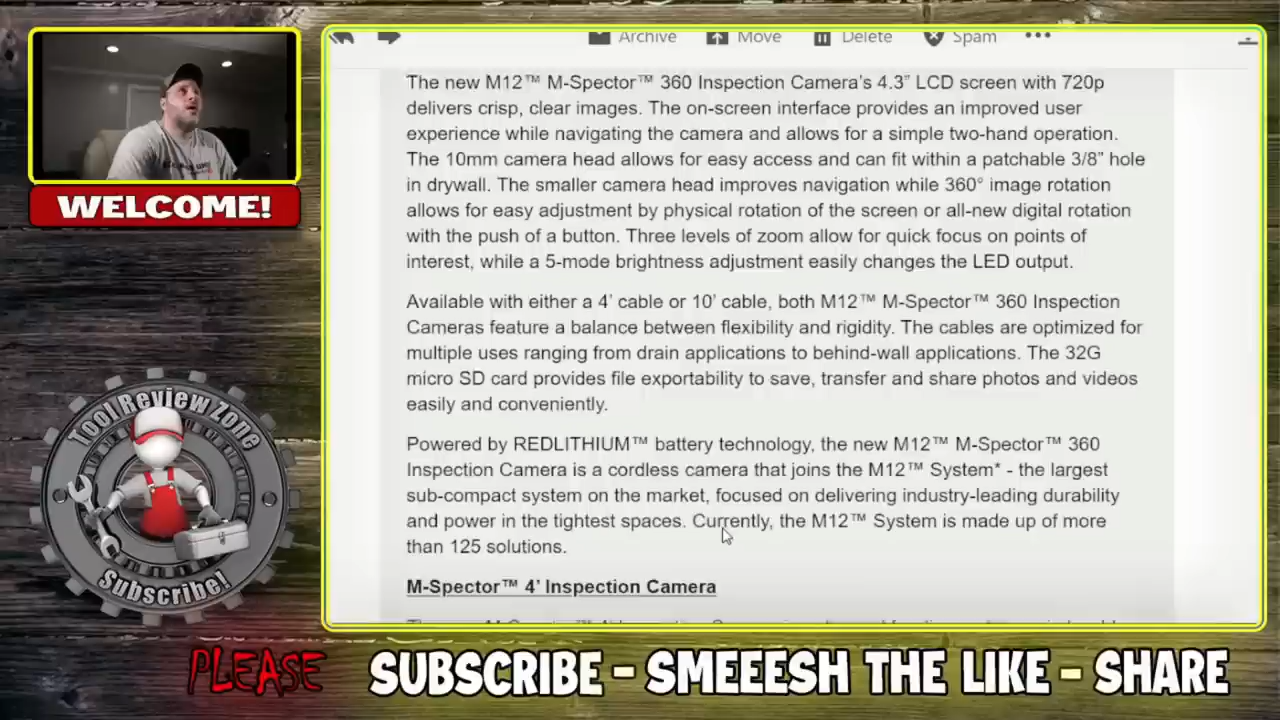 Archive Move Delete Spam
The new M12™ M-Spector™ 360 Inspection Camera's 4.3” LCD screen with 720p
delivers crisp, clear images. The on-screen interface provides an improved user
experience while navigating the camera and allows for a simple two-hand operation.
The 10mm camera head allows for easy access and can fit within a patchable 3/8” hole
in drywall. The smaller camera head improves navigation while 360° image rotation
allows for easy adjustment by physical rotation of the screen or all-new digital rotation
with the push of a button. Three levels of zoom allow for quick focus on points of
interest, while a 5-mode brightness adjustment easily changes the LED output.
Available with either a 4’ cable or 10’ cable, both M12™ M-Spector™ 360 Inspection
Cameras feature a balance between flexibility and rigidity. The cables are optimized for
multiple uses ranging from drain applications to behind-wall applications. The 32G
micro SD card provides file exportability to save, transfer and share photos and videos
easily and conveniently.
Powered by REDLITHIUM™ battery technology, the new M12™ M-Spector™ 360
Inspection Camera is a cordless camera that joins the M12™ System* - the largest
sub-compact system on the market, focused on delivering industry-leading durability
and power in the tightest spaces. Currently, the M12™ System is made up of more
than 125 solutions.
M-Spector™ 4’ Inspection Camera
WELCOME!
Tool Review Zone
Subscribe!
PLEASE SUBSCRIBE - SMEEESH THE LIKE - SHARE